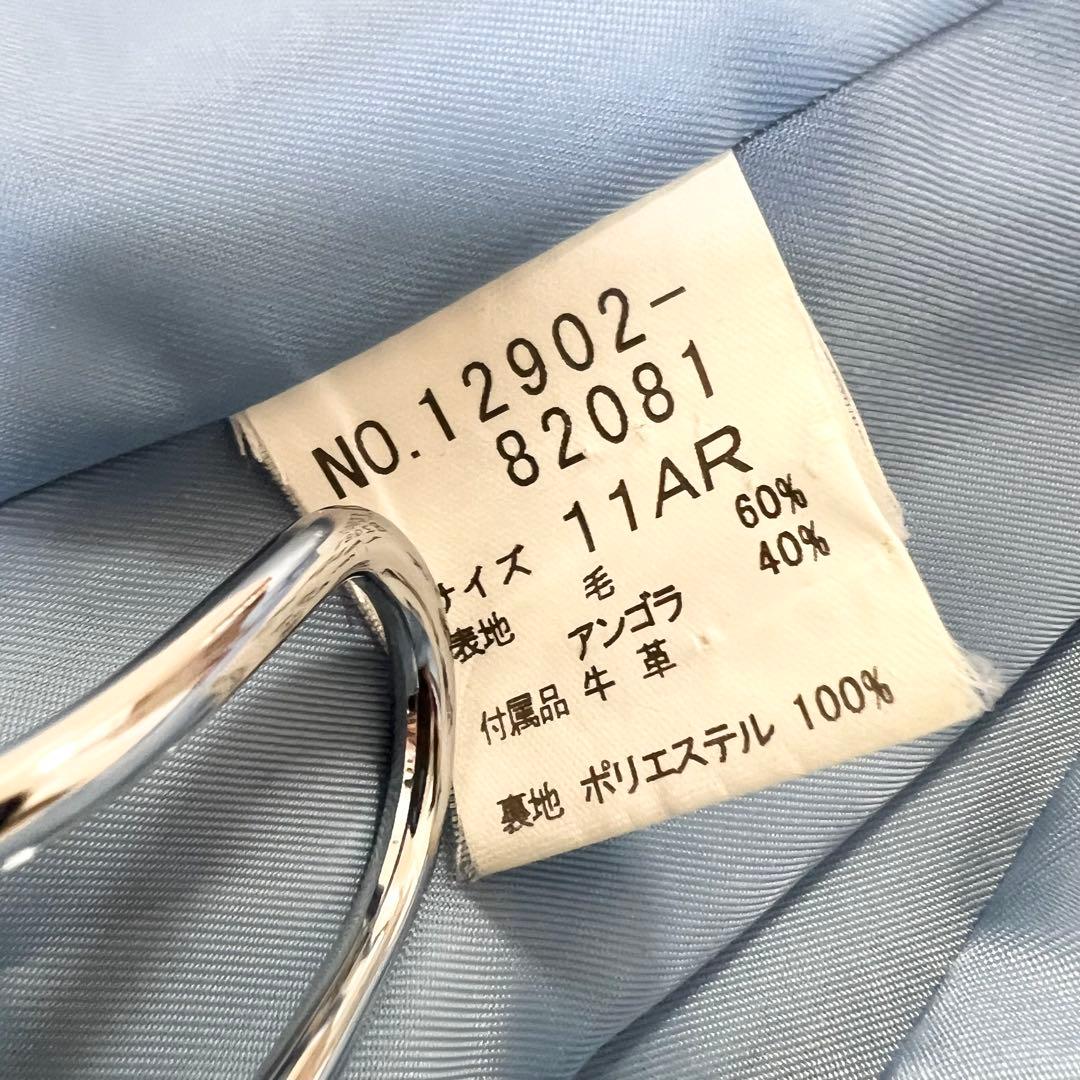 NO.12902-
82081
サイズ 11AR
表地 毛 60%
アンゴラ 40%
付属品 牛 革
裏地 ポリエステル 100%